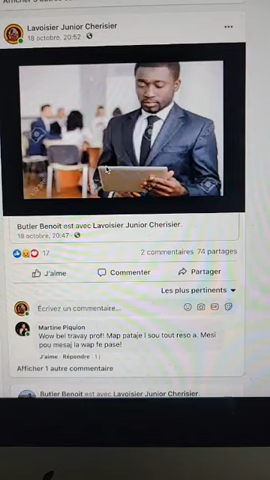 Lavoisier Junior Cherisier
18 octobre, 20:52 ·
Butler Benoit est avec Lavoisier Junior Cherisier.
18 octobre, 20:47 ·
17
2 commentaires 74 partages
J'aime
Commenter
Partager
Les plus pertinents
Écrivez un commentaire...
Martine Piquion
Wow bel travay prof! Map pataje l sou tout reso a. Mesi
pou mesaj la wap fe pase!
J'aime · Répondre · 1 j
Afficher 1 autre commentaire
Butler Benoit est avec Lavoisier Junior Cherisier.